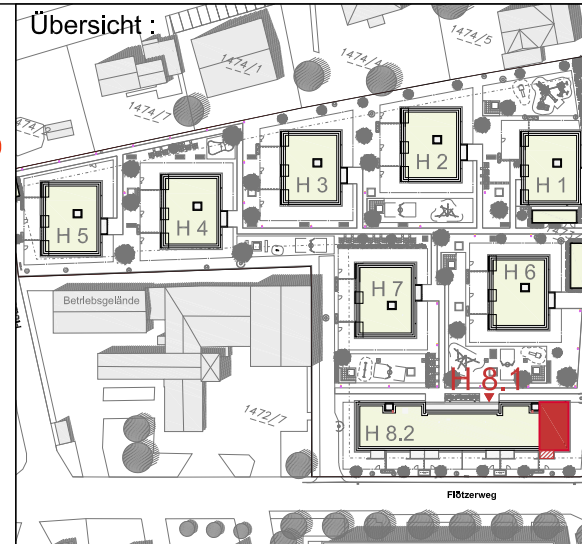 Übersicht :
1474/5
1474/4
1474/1
1474/7
1474/
H 2
H 3
H 1
H 4
H 5
H 7
H 6
Betriebsgelände
H 8.1
1472/7
H 8.2
Flötzerweg